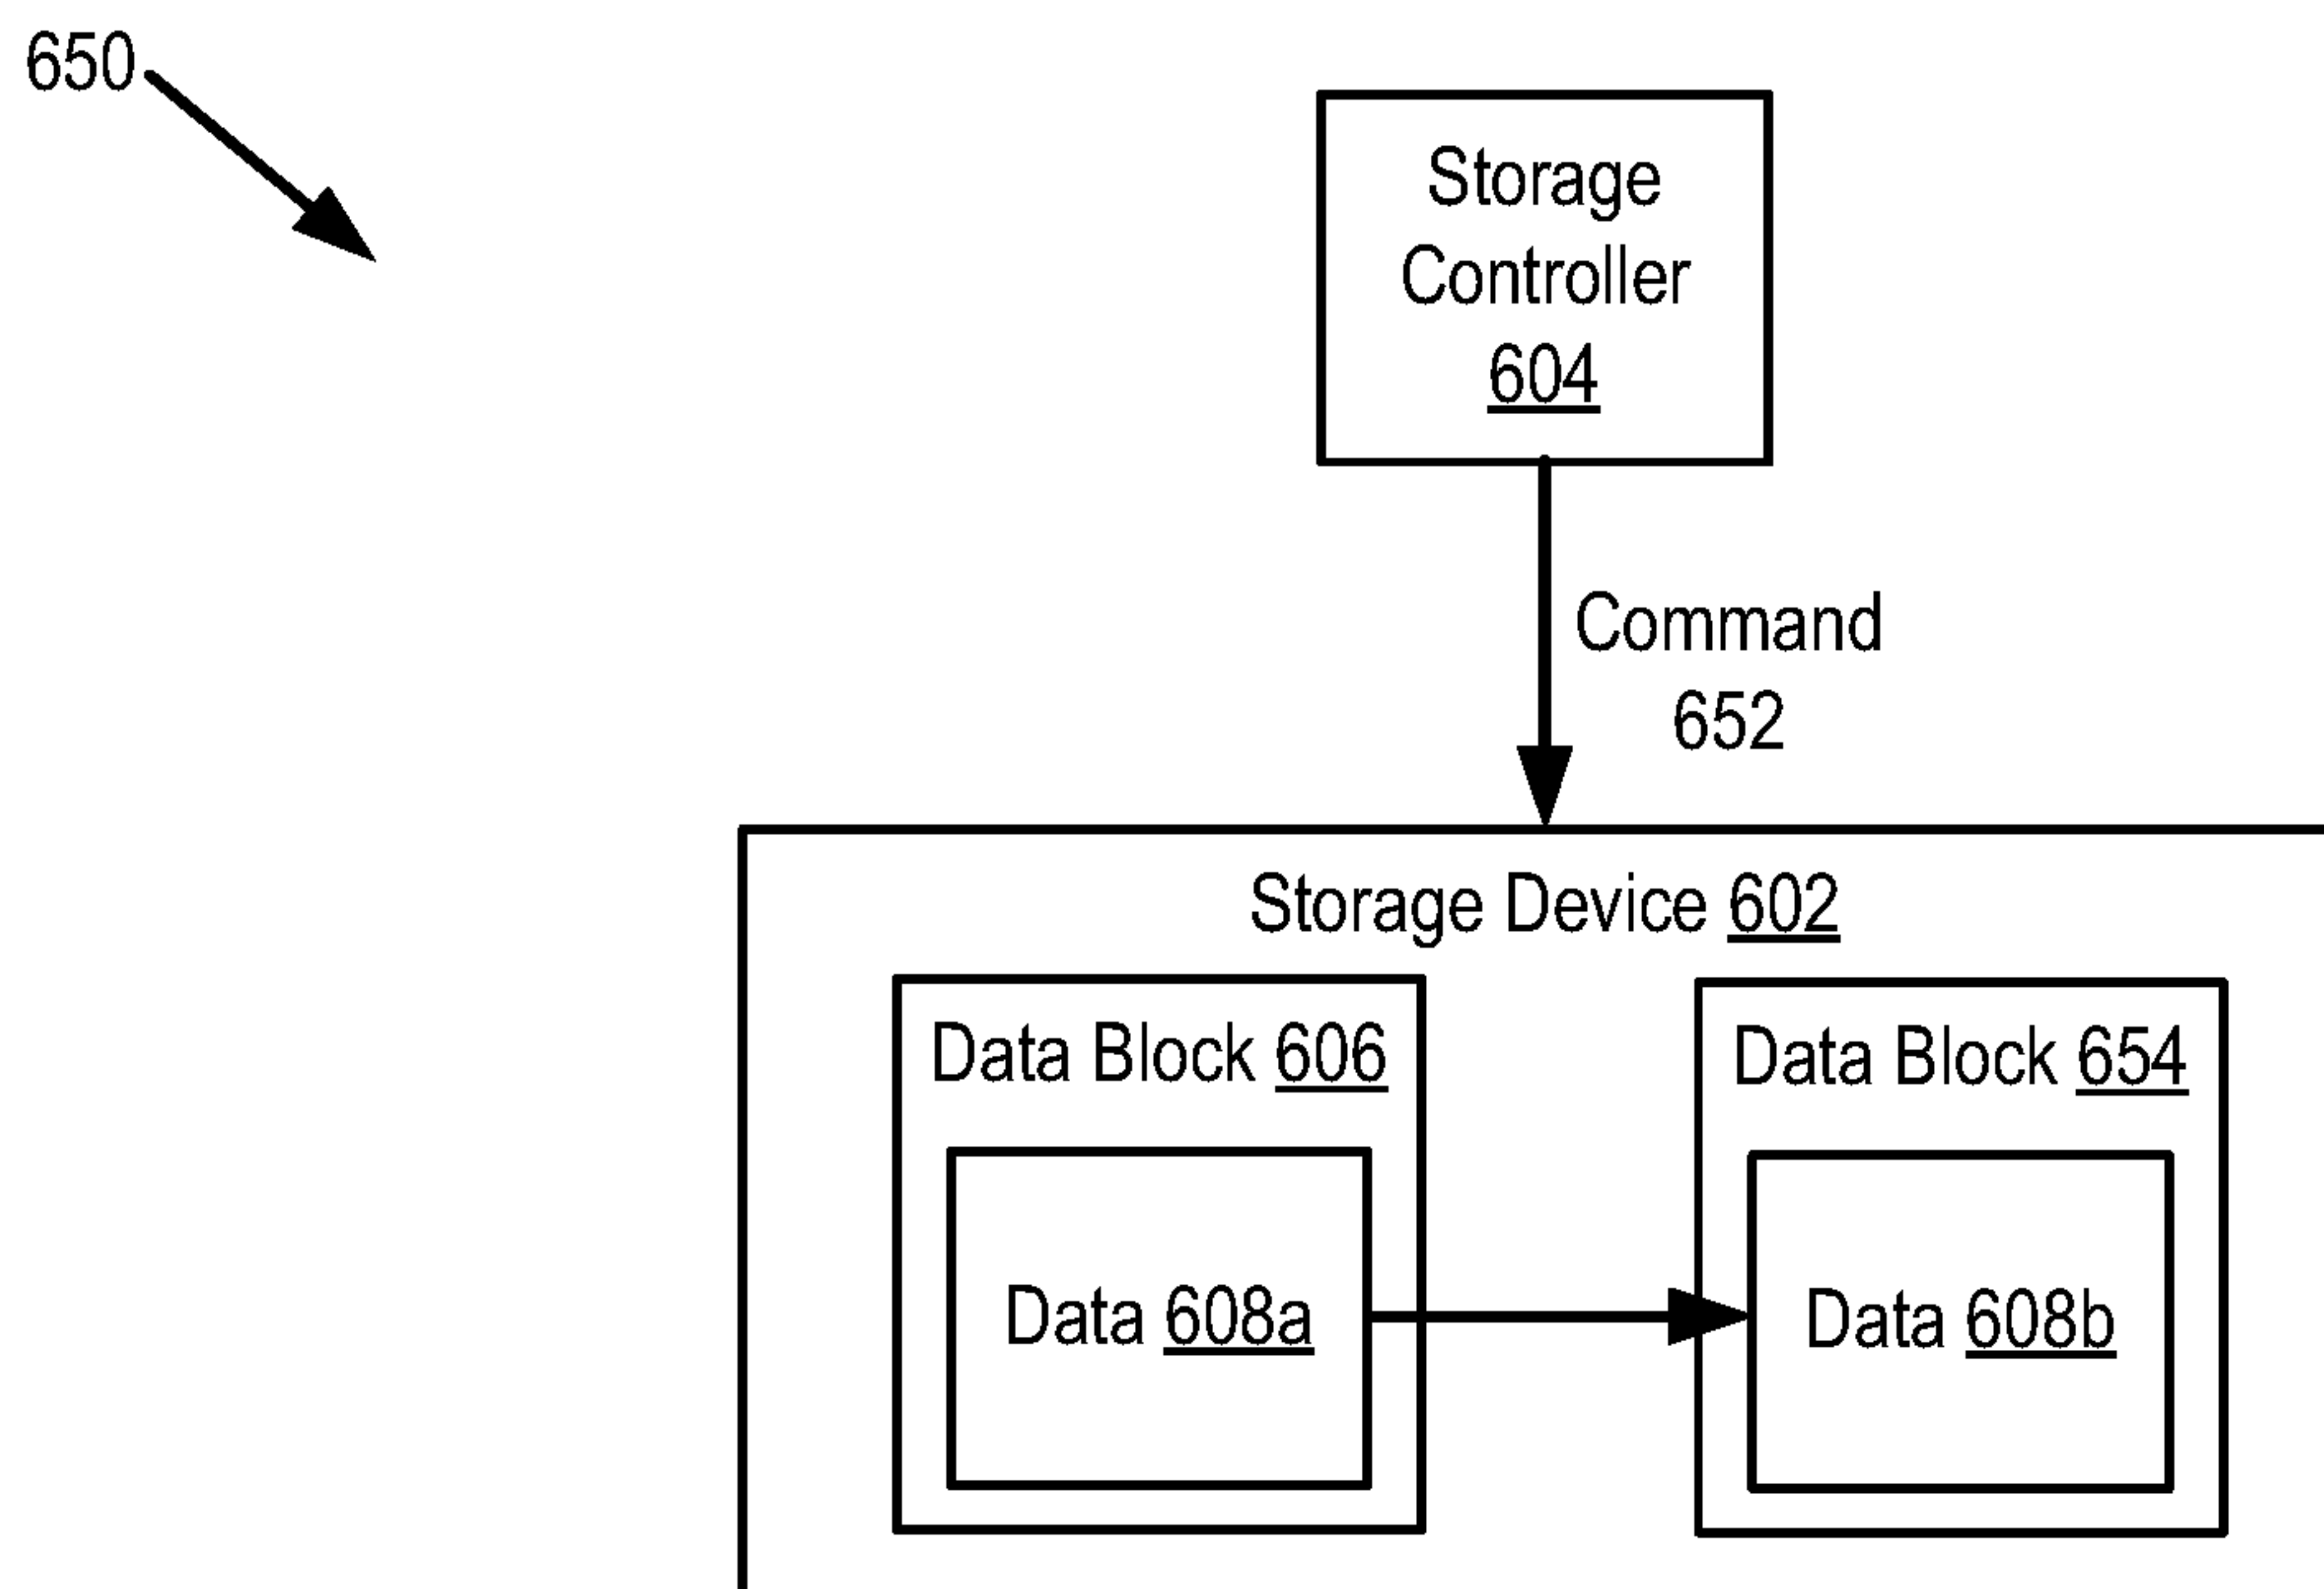 650
Storage
Controller
604
Command
652
Storage Device 602
Data Block 606
Data Block 654
Data 608a
Data 608b